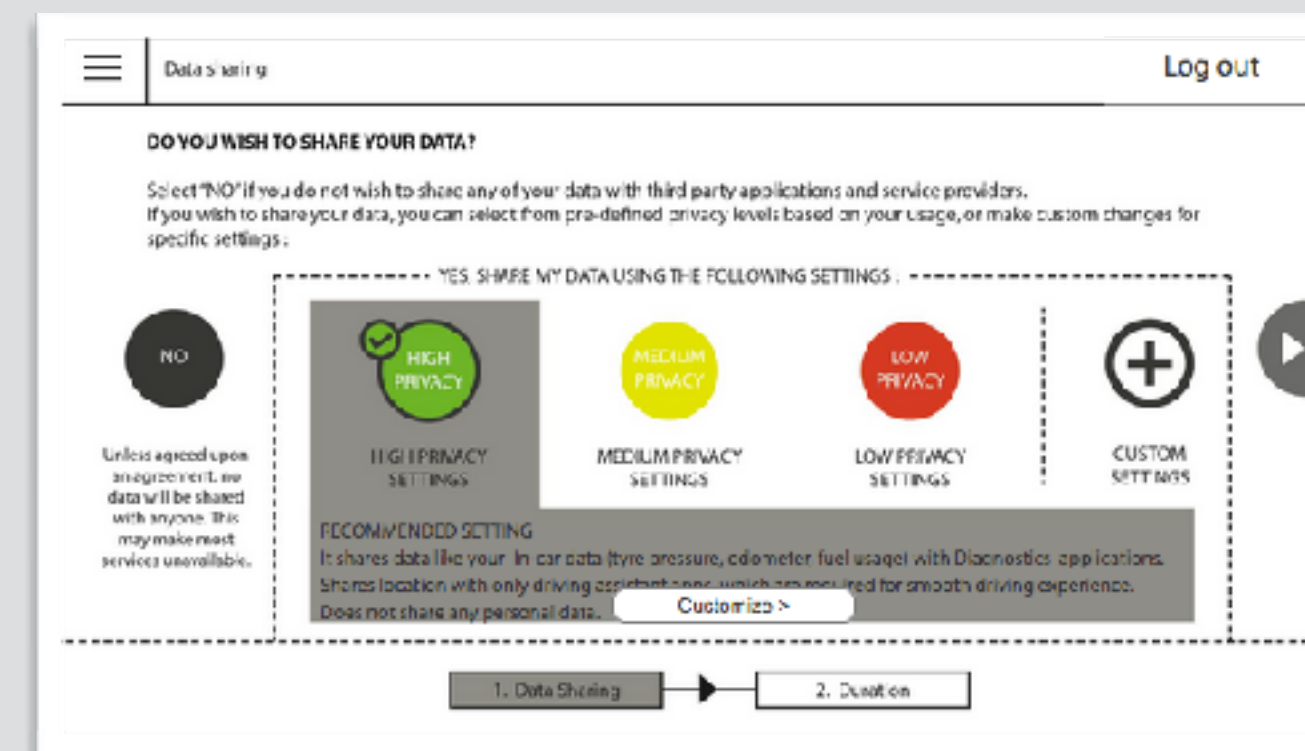 Data sharing
Log out
DO YOU WISH TO SHARE YOUR DATA?
Select "NO" if you do not wish to share any of your data with third party applications and service providers.
If you wish to share your data, you can select from pre-defined privacy levels based on your usage, or make custom changes for
specific settings :
YES, SHARE MY DATA USING THE FOLLOWING SETTINGS :
NO
HIGH
PRIVACY
MEDIUM
PRIVACY
LOW
PRIVACY
Unless agreed upon
an agreement, no
data will be shared
with anyone. This
may make most
services unavailable.
HIGH PRIVACY
SETTINGS
MEDIUM PRIVACY
SETTINGS
LOW PRIVACY
SETTINGS
CUSTOM
SETTINGS
RECOMMENDED SETTING
It shares data like your In-car data (tyre pressure, odometer, fuel usage) with Diagnostics applications.
Shares location with only driving assistant apps, which are required for smooth driving experience.
Does not share any personal data.
Customize >
1. Data Sharing
2. Duration